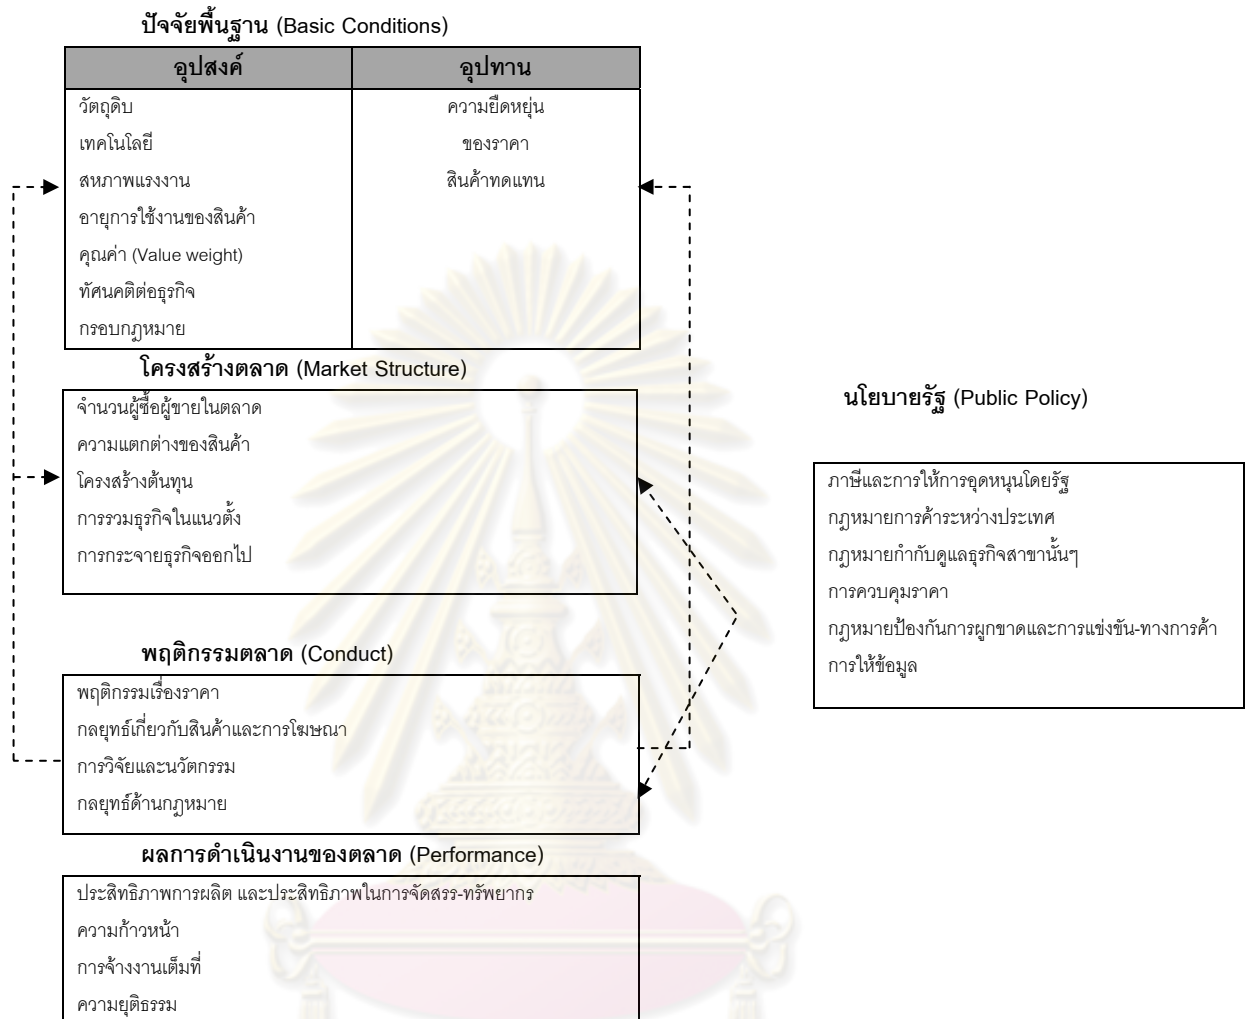 ปัจจัยพื้นฐาน (Basic Conditions)
อุปสงค์ อุปทาน
วัตถุดิบ ความยืดหยุ่น
เทคโนโลยี ของราคา
สหภาพแรงงาน สินค้าทดแทน
อายุการใช้งานของสินค้า
คุณค่า (Value weight)
ทัศนคติต่อธุรกิจ
กรอบกฎหมาย
โครงสร้างตลาด (Market Structure)
จำนวนผู้ซื้อผู้ขายในตลาด
ความแตกต่างของสินค้า
โครงสร้างต้นทุน
การรวมธุรกิจในแนวตั้ง
การกระจายธุรกิจออกไป
นโยบายรัฐ (Public Policy)
ภาษีและการให้การอุดหนุนโดยรัฐ
กฎหมายการค้าระหว่างประเทศ
กฎหมายกำกับดูแลธุรกิจสาขานั้นๆ
การควบคุมราคา
กฎหมายป้องกันการผูกขาดและการแข่งขัน-ทางการค้า
การให้ข้อมูล
พฤติกรรมตลาด (Conduct)
พฤติกรรมเรื่องราคา
กลยุทธ์เกี่ยวกับสินค้าและการโฆษณา
การวิจัยและนวัตกรรม
กลยุทธ์ด้านกฎหมาย
ผลการดำเนินงานของตลาด (Performance)
ประสิทธิภาพการผลิต และประสิทธิภาพในการจัดสรร-ทรัพยากร
ความก้าวหน้า
การจ้างงานเต็มที่
ความยุติธรรม